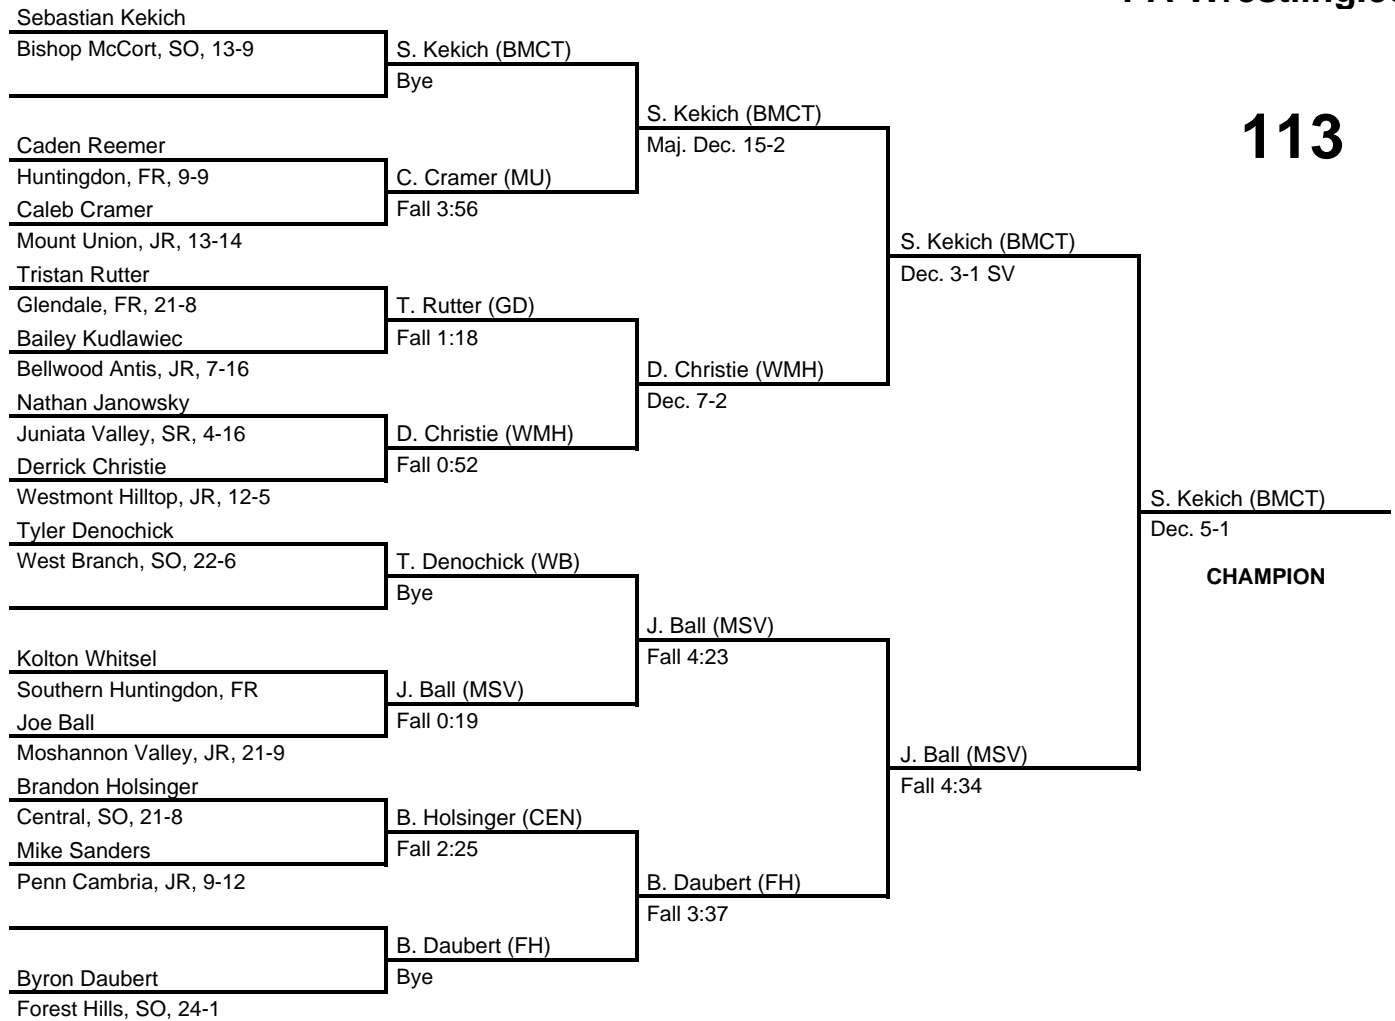 PA-Wrestling.co
113
Sebastian Kekich
Bishop McCort, SO, 13-9
Caden Reemer
Huntingdon, FR, 9-9
Caleb Cramer
Mount Union, JR, 13-14
Tristan Rutter
Glendale, FR, 21-8
Bailey Kudlawiec
Bellwood Antis, JR, 7-16
Nathan Janowsky
Juniata Valley, SR, 4-16
Derrick Christie
Westmont Hilltop, JR, 12-5
Tyler Denochick
West Branch, SO, 22-6
Kolton Whitsel
Southern Huntingdon, FR
Joe Ball
Moshannon Valley, JR, 21-9
Brandon Holsinger
Central, SO, 21-8
Mike Sanders
Penn Cambria, JR, 9-12
Byron Daubert
Forest Hills, SO, 24-1
S. Kekich (BMCT)
Bye
C. Cramer (MU)
Fall 3:56
T. Rutter (GD)
Fall 1:18
D. Christie (WMH)
Fall 0:52
T. Denochick (WB)
Bye
J. Ball (MSV)
Fall 0:19
B. Holsinger (CEN)
Fall 2:25
B. Daubert (FH)
Bye
S. Kekich (BMCT)
Maj. Dec. 15-2
D. Christie (WMH)
Dec. 7-2
J. Ball (MSV)
Fall 4:23
B. Daubert (FH)
Fall 3:37
S. Kekich (BMCT)
Dec. 3-1 SV
J. Ball (MSV)
Fall 4:34
S. Kekich (BMCT)
Dec. 5-1
CHAMPION